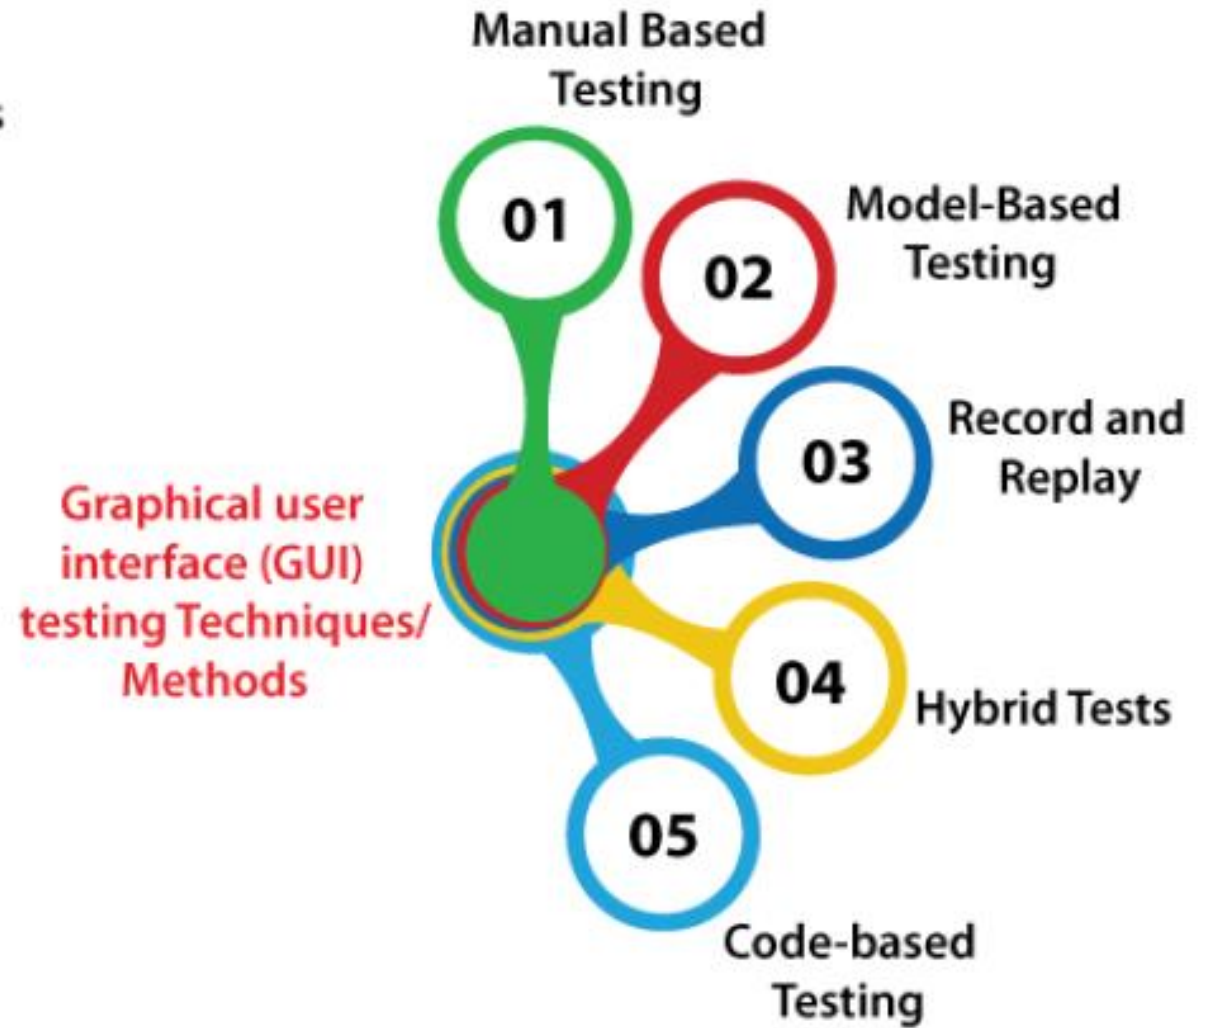 Manual Based
Testing
01
Model-Based
Testing
02
Record and
Replay
03
Graphical user
interface (GUI)
testing Techniques/
Methods
04
Hybrid Tests
05
Code-based
Testing